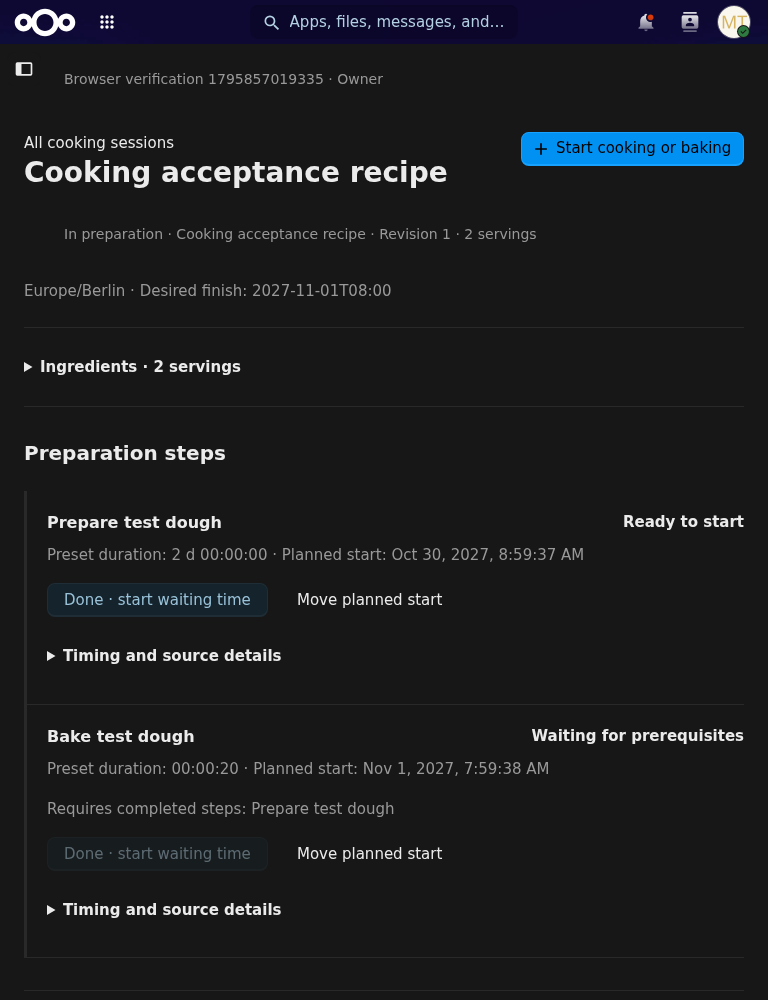 Apps, files, messages, and…
MT
Browser verification 1795857019335 · Owner
All cooking sessions
Start cooking or baking
Cooking acceptance recipe
In preparation · Cooking acceptance recipe · Revision 1 · 2 servings
Europe/Berlin · Desired finish: 2027-11-01T08:00
Ingredients · 2 servings
Preparation steps
Prepare test dough
Ready to start
Preset duration: 2 d 00:00:00 · Planned start: Oct 30, 2027, 8:59:37 AM
Done · start waiting time
Move planned start
Timing and source details
Bake test dough
Waiting for prerequisites
Preset duration: 00:00:20 · Planned start: Nov 1, 2027, 7:59:38 AM
Requires completed steps: Prepare test dough
Done · start waiting time
Move planned start
Timing and source details